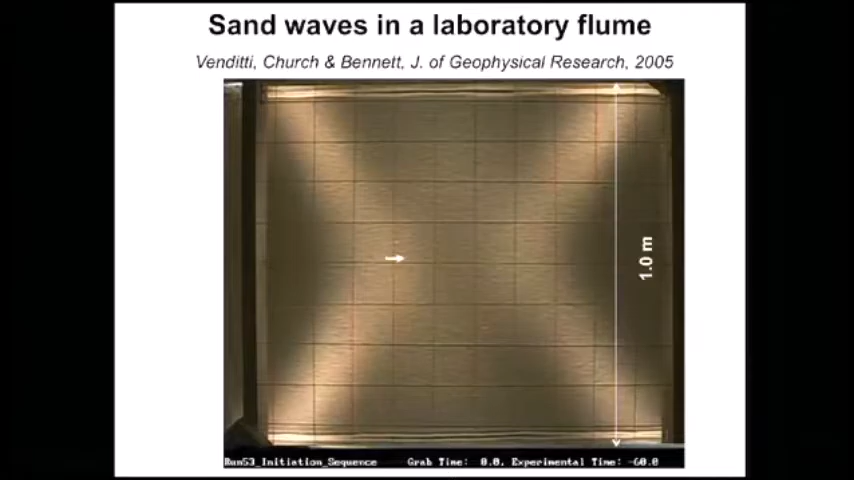 Sand waves in a laboratory flume
Venditti, Church & Bennett, J. of Geophysical Research, 2005
1.0 m
Run53_Initiation_Sequence Grab Time: 0.0, Experimental Time: -60.0